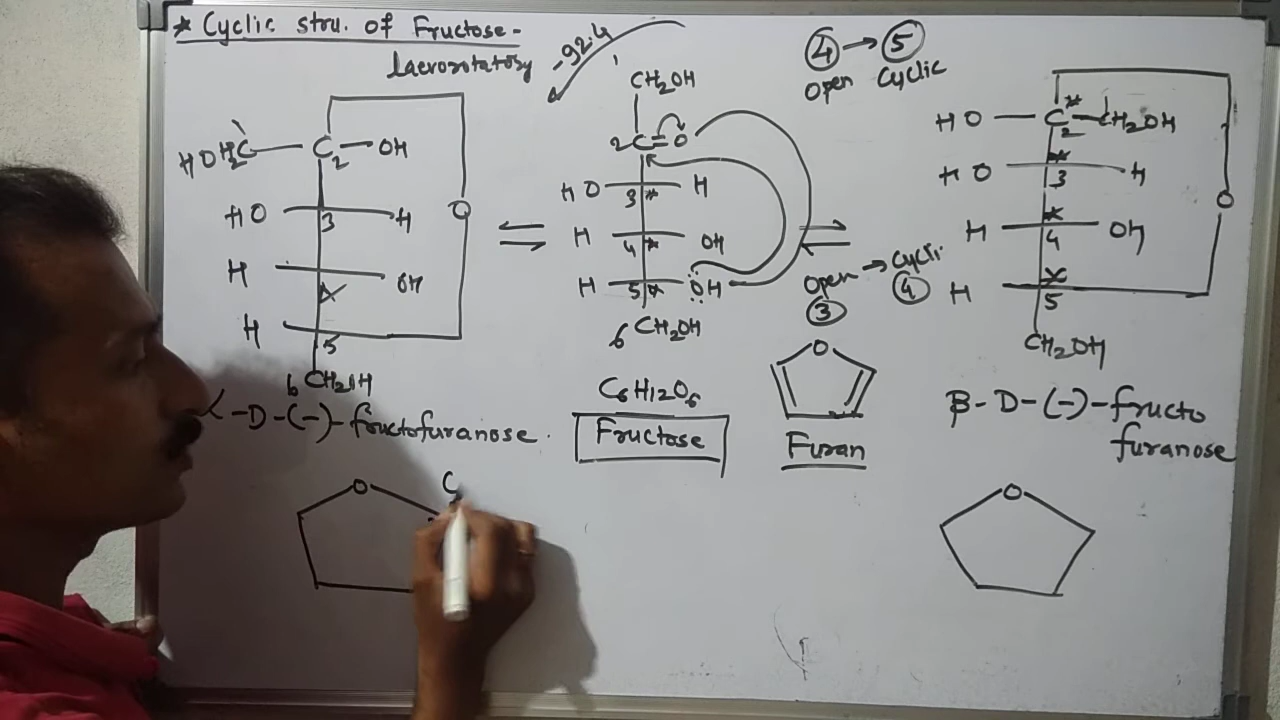 * Cyclic stru. of Fructose -
Laevorotatory
-92.4
④ → ⑤
Open Cyclic
HOH2C — C2 — OH
HO 3 H
H OH
H 5
O
6 CH2OH
α-D-(-)-fructofuranose.
CH2OH
2C=O
HO 3* H
H 4* OH
H 5* OH
6 CH2OH
C6H12O6
Fructose
Open → Cyclic
③ ④
O
Furan
HO — C2* — CH2OH
HO * 3 H
H * 4 OH
H * 5
O
CH2OH
β-D-(-)-fructo
furanose
O C
O